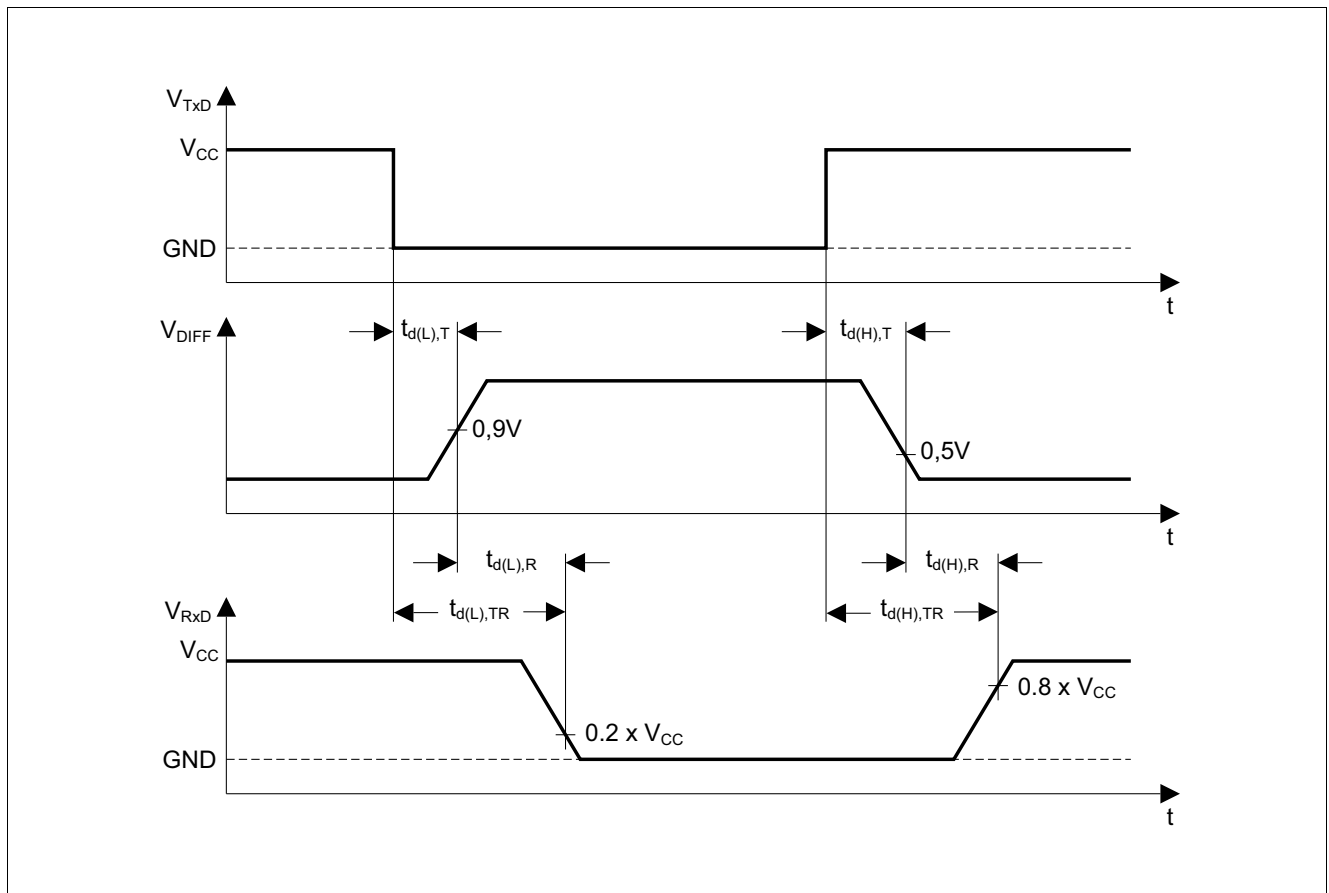 V_TxD
V_CC
GND
t
V_DIFF
t_d(L),T
t_d(H),T
0,9V
0,5V
t
t_d(L),R
t_d(H),R
t_d(L),TR
t_d(H),TR
V_RxD
V_CC
0.8 x V_CC
0.2 x V_CC
GND
t